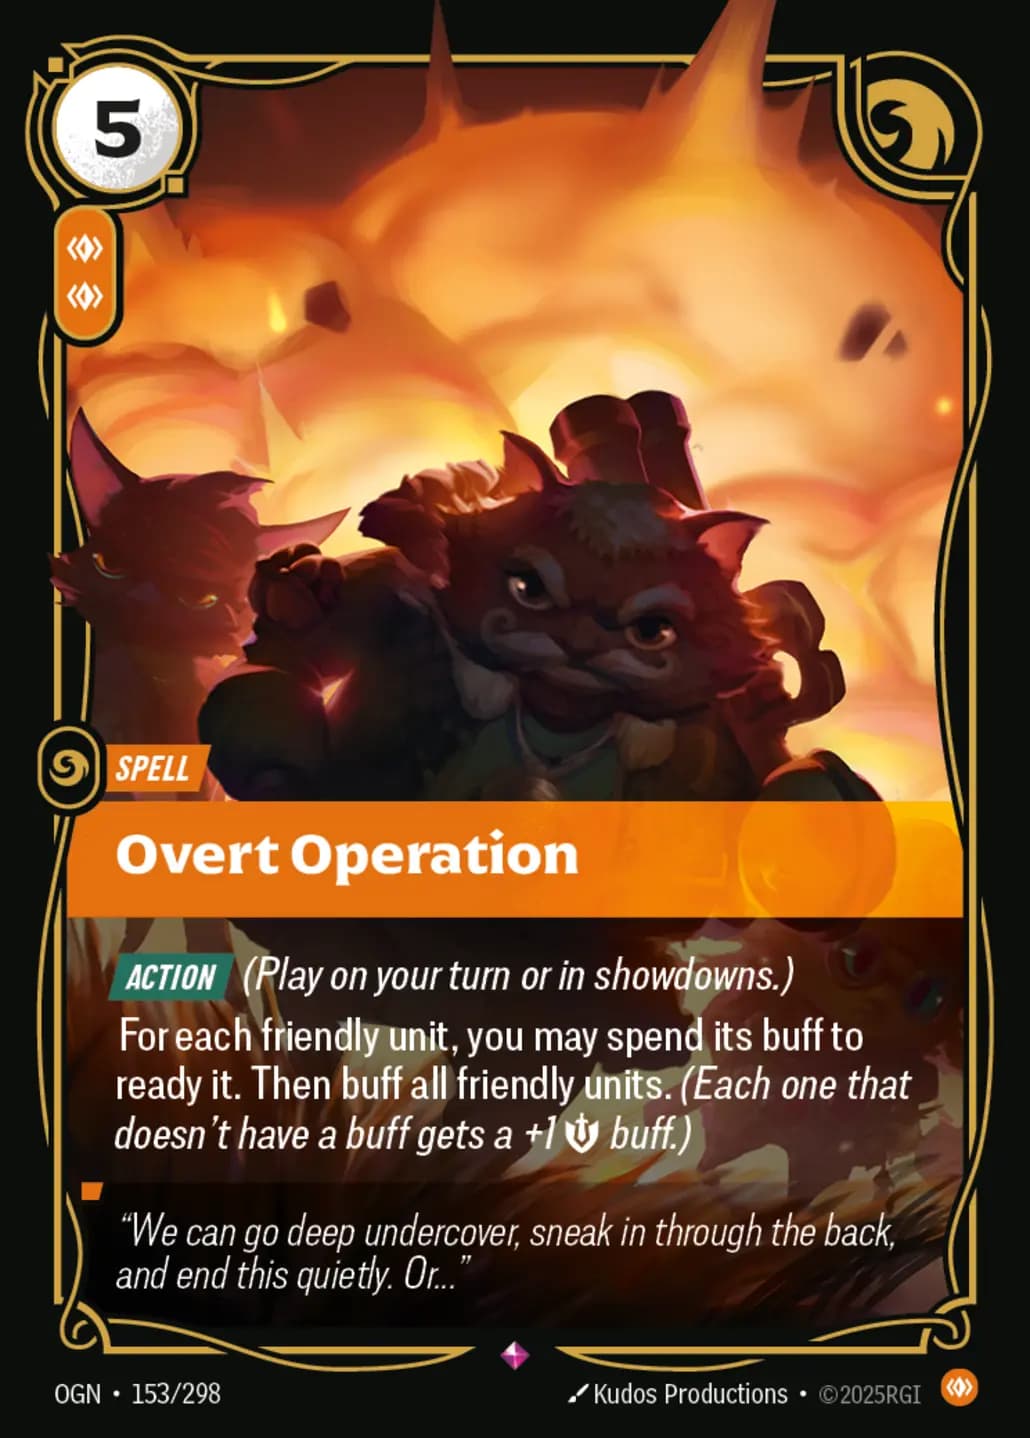 5
SPELL
Overt Operation
ACTION (Play on your turn or in showdowns.)
For each friendly unit, you may spend its buff to
ready it. Then buff all friendly units. (Each one that
doesn't have a buff gets a +1 buff.)
“We can go deep undercover, sneak in through the back,
and end this quietly. Or...”
OGN • 153/298
Kudos Productions • ©2025RGI